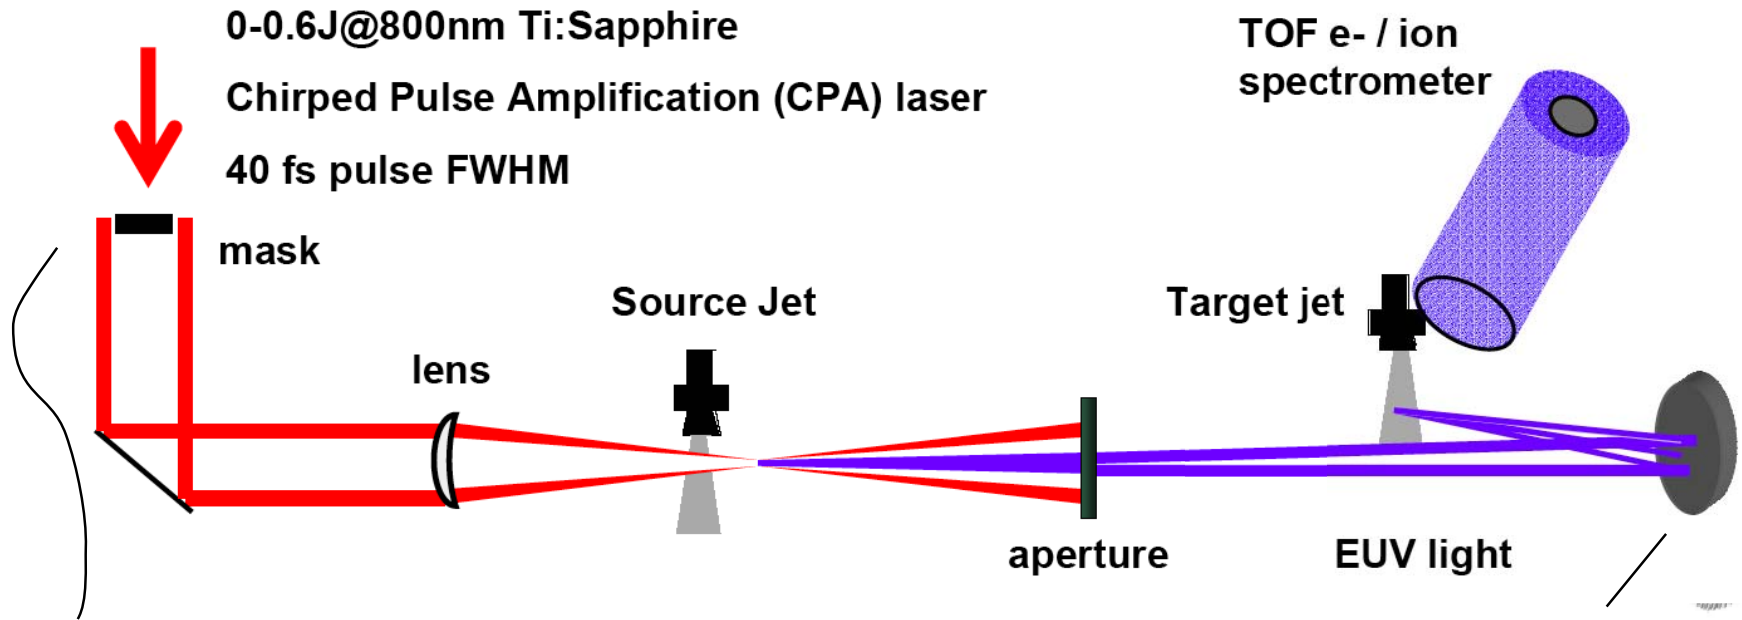 0-0.6J@800nm Ti:Sapphire
Chirped Pulse Amplification (CPA) laser
40 fs pulse FWHM
mask
TOF e- / ion
spectrometer
Source Jet
Target jet
lens
aperture
EUV light